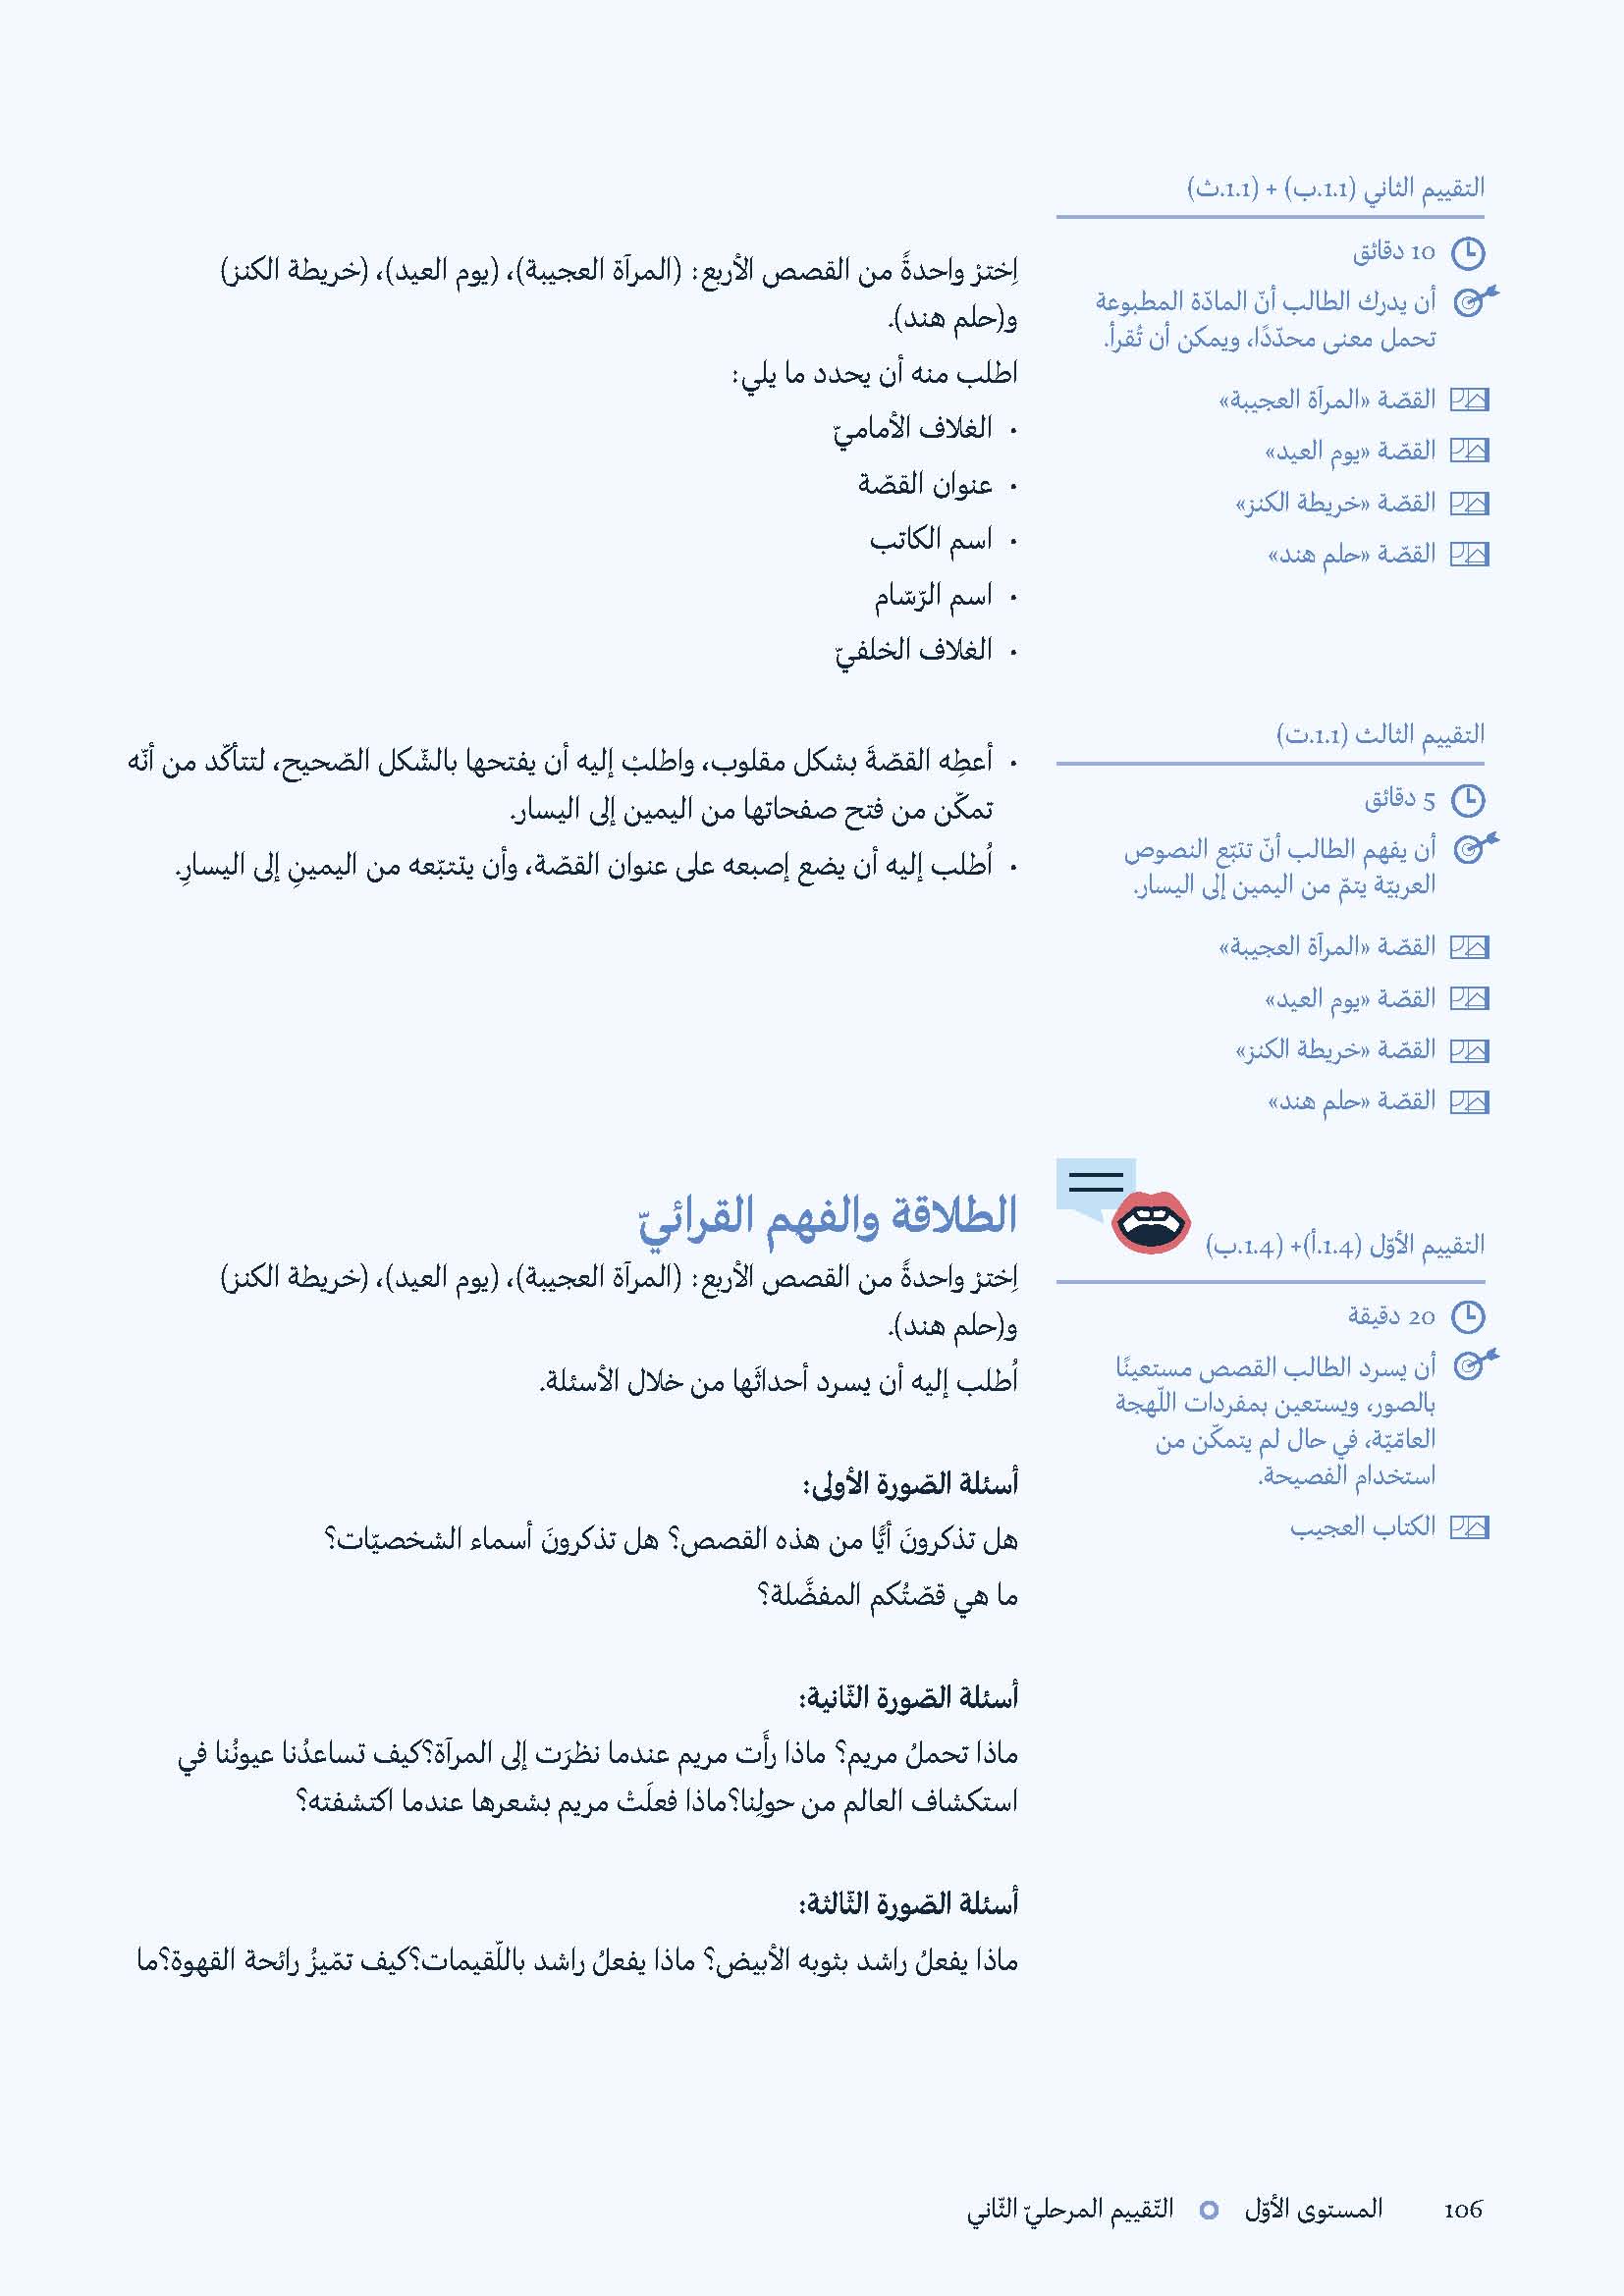 التقييم الثاني (1.1.ب) + (1.1.ث)
10 دقائق
أن يدرك الطالب أنّ المادّة المطبوعة
تحمل معنى محدّدًا، ويمكن أن تُقرأ.
القصّة «المرآة العجيبة»
القصّة «يوم العيد»
القصّة «خريطة الكنز»
القصّة «حلم هند»
اِخترْ واحدةً من القصص الأربع: (المرآة العجيبة)، (يوم العيد)، (خريطة الكنز)
و(حلم هند).
اطلب منه أن يحدد ما يلي:
• الغلاف الأماميّ
• عنوان القصّة
• اسم الكاتب
• اسم الرّسّام
• الغلاف الخلفيّ
التقييم الثالث (1.1.ت)
5 دقائق
أن يفهم الطالب أنّ تتبّع النصوص
العربيّة يتمّ من اليمين إلى اليسار.
القصّة «المرآة العجيبة»
القصّة «يوم العيد»
القصّة «خريطة الكنز»
القصّة «حلم هند»
• أعطِه القصّةَ بشكل مقلوب، واطلبْ إليه أن يفتحها بالشّكل الصّحيح، لتتأكّد من أنّه
تمكّن من فتح صفحاتها من اليمين إلى اليسار.
• اُطلب إليه أن يضع إصبعه على عنوان القصّة، وأن يتتبّعه من اليمينِ إلى اليسارِ.
التقييم الأوّل (1.4.أ)+ (1.4.ب)
20 دقيقة
أن يسرد الطالب القصص مستعينًا
بالصور، ويستعين بمفردات اللّهجة
العامّيّة، في حال لم يتمكّن من
استخدام الفصيحة.
الكتاب العجيب
الطلاقة والفهم القرائيّ
اِخترْ واحدةً من القصص الأربع: (المرآة العجيبة)، (يوم العيد)، (خريطة الكنز)
و(حلم هند).
اُطلب إليه أن يسرد أحداثَها من خلال الأسئلة.
أسئلة الصّورة الأولى:
هل تذكرونَ أيًّا من هذه القصص؟ هل تذكرونَ أسماء الشخصيّات؟
ما هي قصّتُكم المفضَّلة؟
أسئلة الصّورة الثّانية:
ماذا تحملُ مريم؟ ماذا رأَت مريم عندما نظرَت إلى المرآة؟كيف تساعدُنا عيونُنا في
استكشاف العالم من حولِنا؟ماذا فعلَتْ مريم بشعرها عندما اكتشفته؟
أسئلة الصّورة الثّالثة:
ماذا يفعلُ راشد بثوبه الأبيض؟ ماذا يفعلُ راشد باللّقيمات؟كيف تمّيزُ رائحة القهوة؟ما
106 المستوى الأوّل التّقييم المرحليّ الثّاني